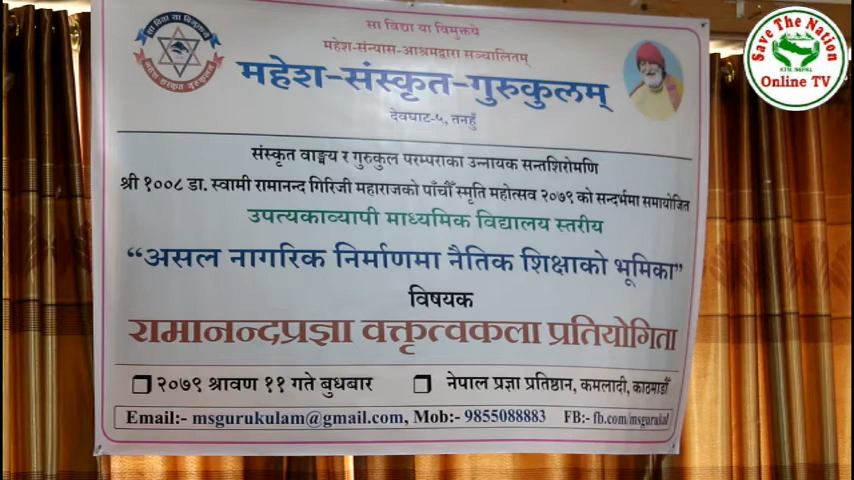 सा विद्या या विमुक्तये
महेश-संन्यास-आश्रमद्वारा सञ्चालितम्
महेश-संस्कृत-गुरुकुलम्
देवघाट-५, तनहुँ
संस्कृत वाङ्मय र गुरुकुल परम्पराका उन्नायक सन्तशिरोमणि
श्री १००८ डा. स्वामी रामानन्द गिरिजी महाराजको पाँचौँ स्मृति महोत्सव २०७९ को सन्दर्भमा समायोजित
उपत्यकाव्यापी माध्यमिक विद्यालय स्तरीय
“असल नागरिक निर्माणमा नैतिक शिक्षाको भूमिका”
विषयक
रामानन्दप्रज्ञा वक्तृत्वकला प्रतियोगिता
२०७९ श्रावण ११ गते बुधबार नेपाल प्रज्ञा प्रतिष्ठान, कमलादी, काठमाडौँ
Email:- msgurukulam@gmail.com, Mob:- 9855088883 FB:- fb.com/msgurukul
सा विद्या या विमुक्तये
महेश संस्कृत गुरुकुलम्
Save The Nation
Online TV